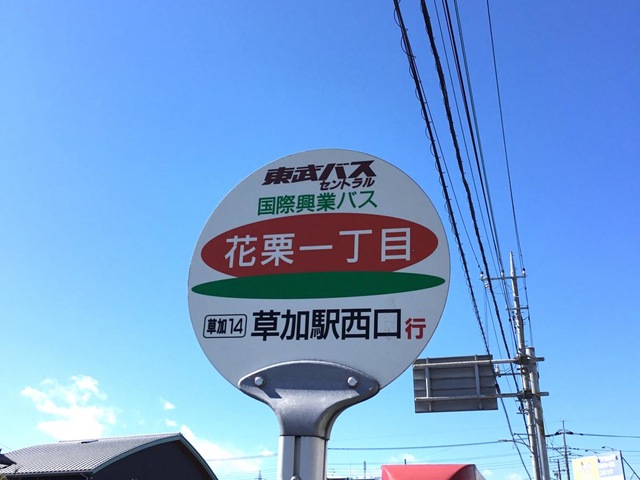 東武バス
セントラル
国際興業バス
花栗一丁目
草加14 草加駅西口行